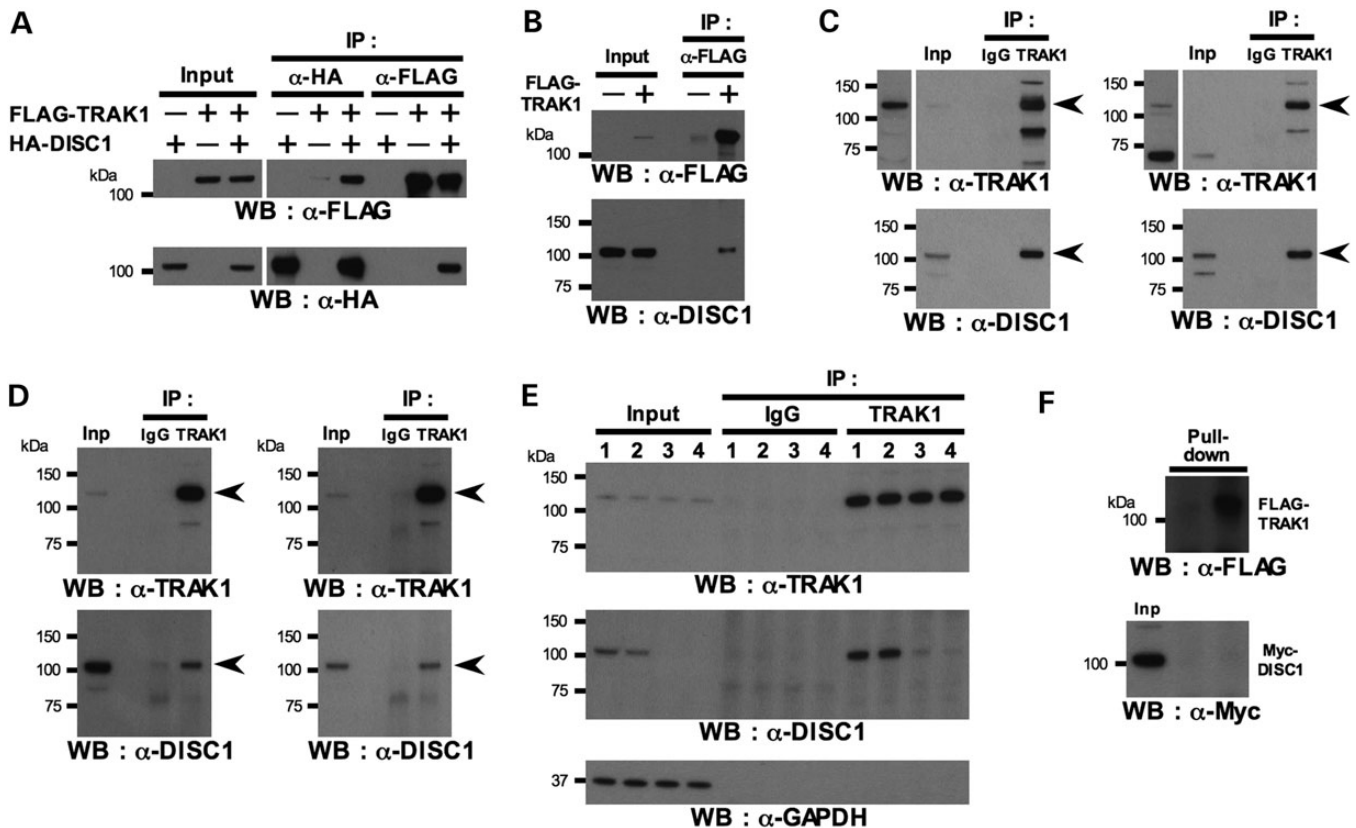 A
IP :
Input α-HA α-FLAG
FLAG-TRAK1 — + + — + + — + +
HA-DISC1 + — + + — + + — +
kDa
100
WB : α-FLAG
100
WB : α-HA
B
IP :
Input α-FLAG
FLAG-
TRAK1 — + — +
kDa
100
WB : α-FLAG
150
100
75
WB : α-DISC1
C
IP :
Inp IgG TRAK1
150
100
75
WB : α-TRAK1
150
100
75
WB : α-DISC1
IP :
Inp IgG TRAK1
150
100
75
WB : α-TRAK1
150
100
75
WB : α-DISC1
D
IP :
kDa Inp IgG TRAK1
150
100
75
WB : α-TRAK1
150
100
75
WB : α-DISC1
IP :
kDa Inp IgG TRAK1
150
100
75
WB : α-TRAK1
150
100
75
WB : α-DISC1
E
IP :
Input IgG TRAK1
kDa 1 2 3 4 1 2 3 4 1 2 3 4
150
100
75
WB : α-TRAK1
150
100
75
WB : α-DISC1
37
WB : α-GAPDH
F
Pull-
down
kDa
100
FLAG-
TRAK1
WB : α-FLAG
Inp
100
Myc-
DISC1
WB : α-Myc